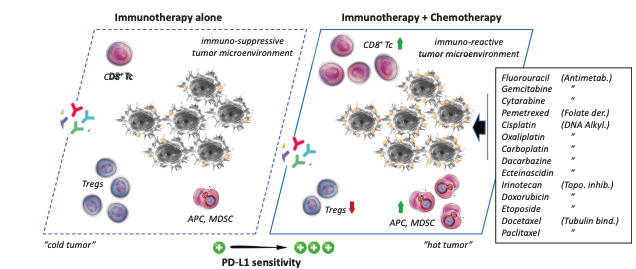 Immunotherapy alone
immuno-suppressive
tumor microenvironment
CD8⁺ Tc
Tregs
APC, MDSC
"cold tumor"
Immunotherapy + Chemotherapy
CD8⁺ Tc
immuno-reactive
tumor microenvironment
Tregs
APC, MDSC
"hot tumor"
PD-L1 sensitivity
Fluorouracil (Antimetab.)
Gemcitabine "
Cytarabine "
Pemetrexed (Folate der.)
Cisplatin (DNA Alkyl.)
Oxaliplatin "
Carboplatin "
Dacarbazine "
Ecteinascidin "
Irinotecan (Topo. inhib.)
Doxorubicin "
Etoposide "
Docetaxel (Tubulin bind.)
Paclitaxel "